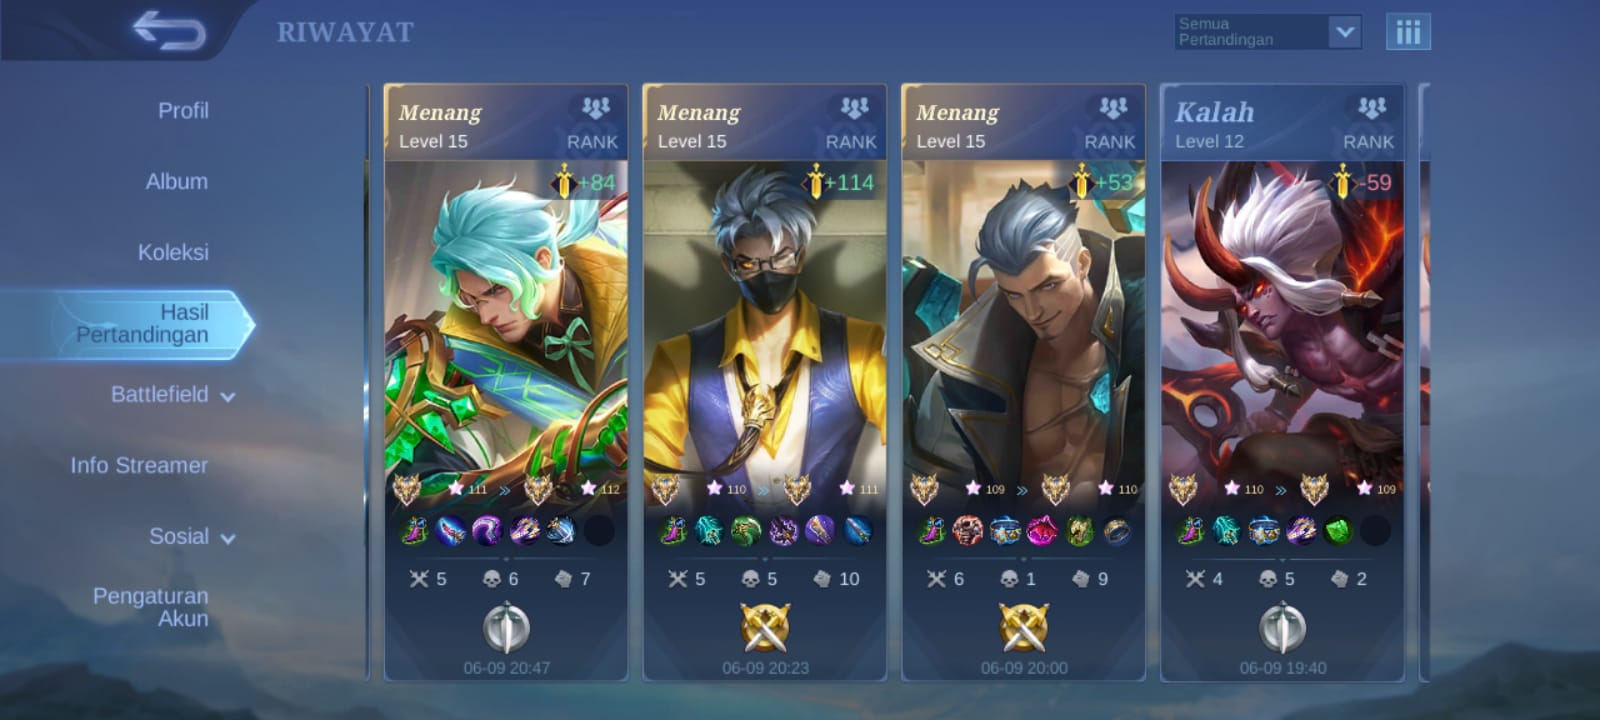 RIWAYAT
Semua
Pertandingan
Profil
Album
Koleksi
Hasil
Pertandingan
Battlefield
Info Streamer
Sosial
Pengaturan
Akun
Menang
Level 15
RANK
+84
111
112
5
6
7
06-09 20:47
Menang
Level 15
RANK
+114
110
111
5
5
10
06-09 20:23
Menang
Level 15
RANK
+53
109
110
6
1
9
06-09 20:00
Kalah
Level 12
RANK
-59
110
109
4
5
2
06-09 19:40